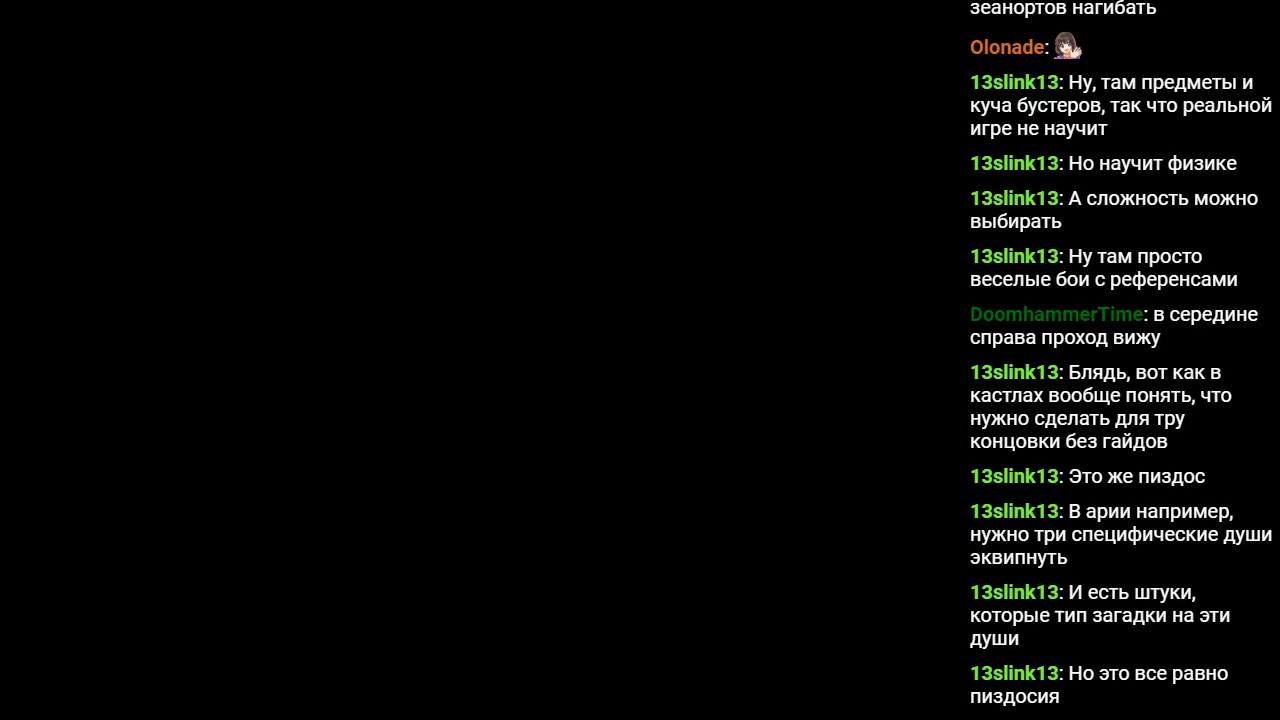 зеанортов нагибать
Olonade:
13slink13: Ну, там предметы и
куча бустеров, так что реальной
игре не научит
13slink13: Но научит физике
13slink13: А сложность можно
выбирать
13slink13: Ну там просто
веселые бои с референсами
DoomhammerTime: в середине
справа проход вижу
13slink13: Блядь, вот как в
кастлах вообще понять, что
нужно сделать для тру
концовки без гайдов
13slink13: Это же пиздос
13slink13: В арии например,
нужно три специфические души
эквипнуть
13slink13: И есть штуки,
которые тип загадки на эти
души
13slink13: Но это все равно
пиздосия